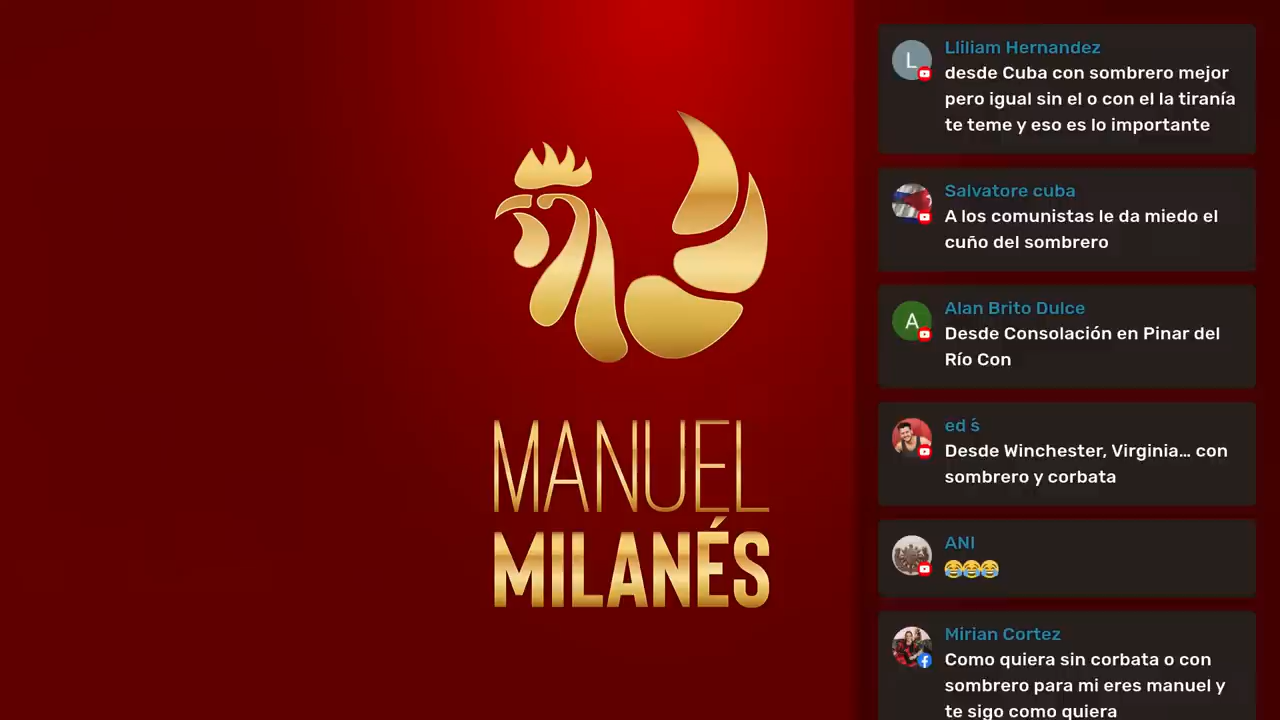 MANUEL
MILANÉS
L
Lliliam Hernandez
desde Cuba con sombrero mejor
pero igual sin el o con el la tiranía
te teme y eso es lo importante
Salvatore cuba
A los comunistas le da miedo el
cuño del sombrero
A
Alan Brito Dulce
Desde Consolación en Pinar del
Río Con
ed ś
Desde Winchester, Virginia... con
sombrero y corbata
ANI
😂😂😂
Mirian Cortez
Como quiera sin corbata o con
sombrero para mi eres manuel y
te sigo como quiera